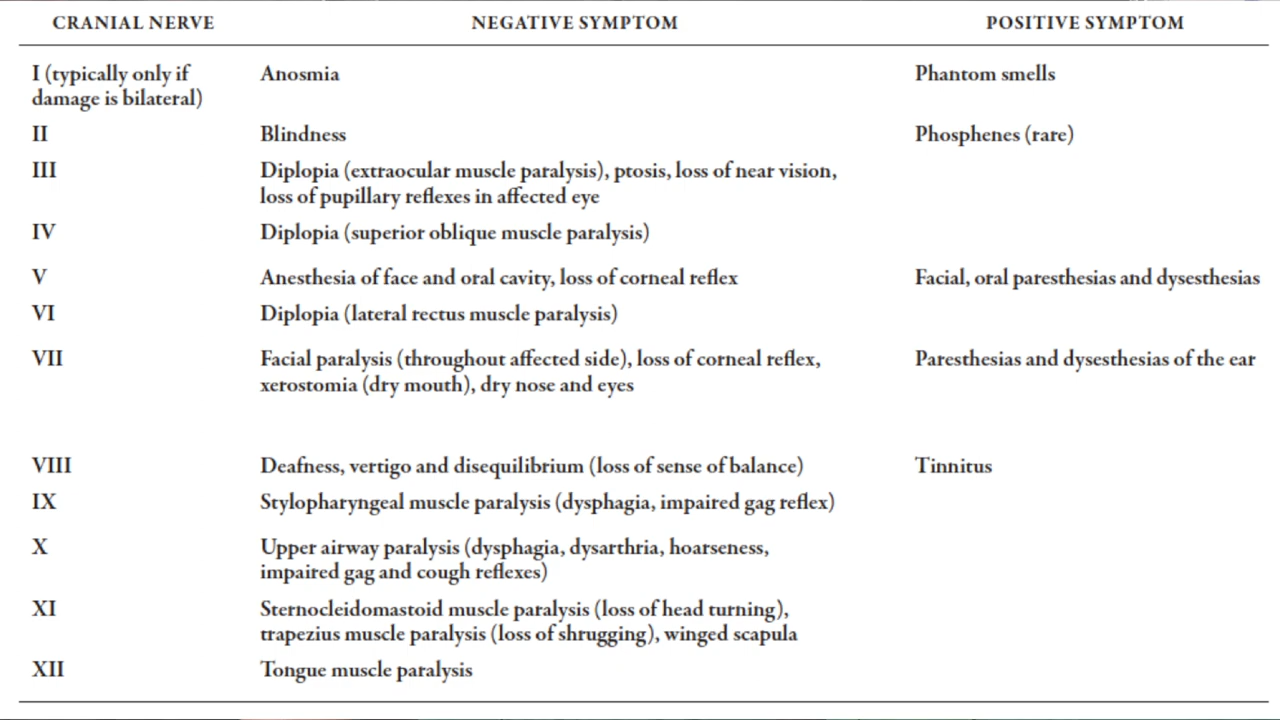 CRANIAL NERVE NEGATIVE SYMPTOM POSITIVE SYMPTOM
I (typically only if Anosmia Phantom smells
damage is bilateral)
II Blindness Phosphenes (rare)
III Diplopia (extraocular muscle paralysis), ptosis, loss of near vision,
loss of pupillary reflexes in affected eye
IV Diplopia (superior oblique muscle paralysis)
V Anesthesia of face and oral cavity, loss of corneal reflex Facial, oral paresthesias and dysesthesias
VI Diplopia (lateral rectus muscle paralysis)
VII Facial paralysis (throughout affected side), loss of corneal reflex, Paresthesias and dysesthesias of the ear
xerostomia (dry mouth), dry nose and eyes
VIII Deafness, vertigo and disequilibrium (loss of sense of balance) Tinnitus
IX Stylopharyngeal muscle paralysis (dysphagia, impaired gag reflex)
X Upper airway paralysis (dysphagia, dysarthria, hoarseness,
impaired gag and cough reflexes)
XI Sternocleidomastoid muscle paralysis (loss of head turning),
trapezius muscle paralysis (loss of shrugging), winged scapula
XII Tongue muscle paralysis